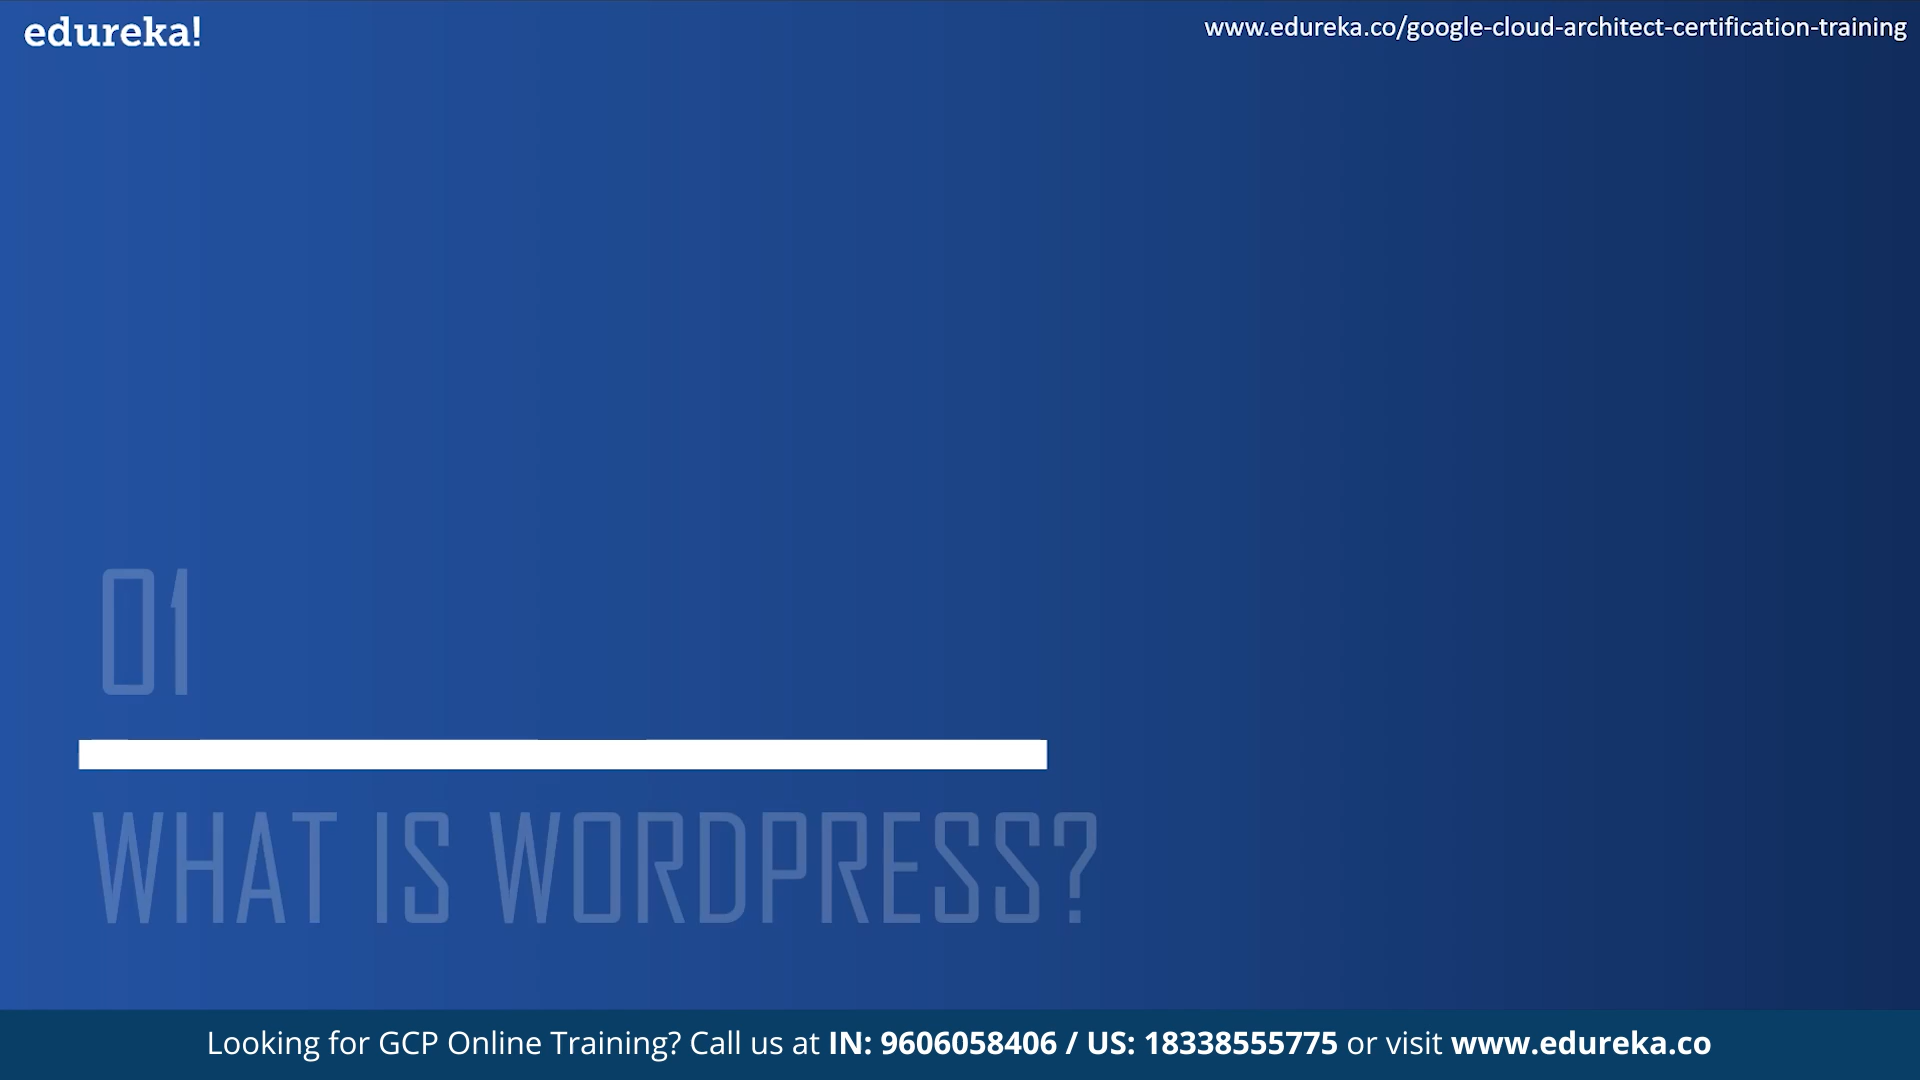 edureka!
www.edureka.co/google-cloud-architect-certification-training
01
WHAT IS WORDPRESS?
Looking for GCP Online Training? Call us at IN: 9606058406 / US: 18338555775 or visit www.edureka.co